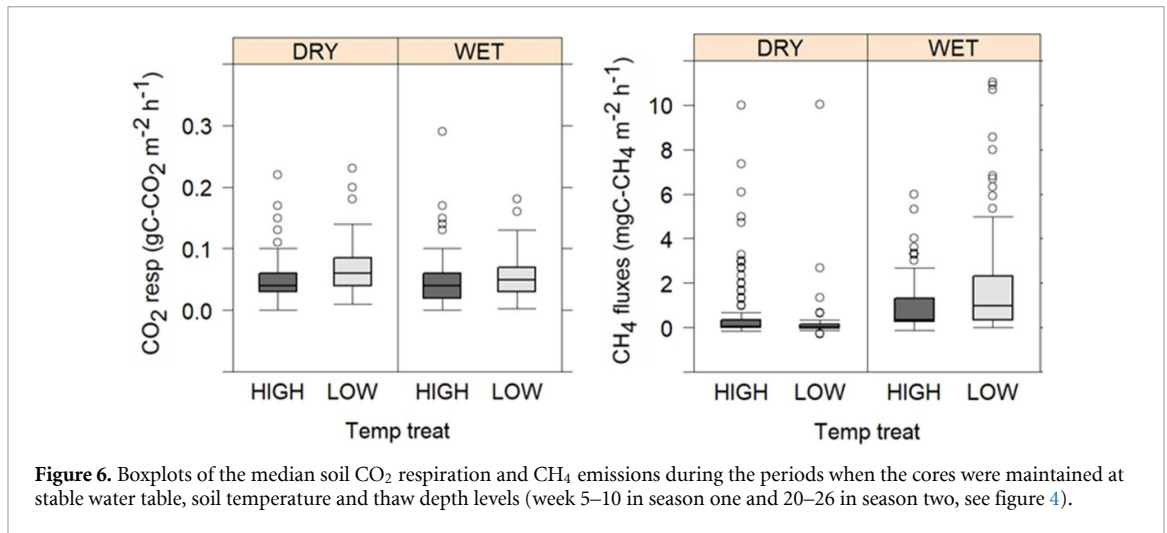 DRY WET
CO2 resp (gC-CO2 m-2 h-1)
0.3
0.2
0.1
0.0
HIGH LOW HIGH LOW
Temp treat
DRY WET
CH4 fluxes (mgC-CH4 m-2 h-1)
10
8
6
4
2
0
HIGH LOW HIGH LOW
Temp treat
Figure 6. Boxplots of the median soil CO2 respiration and CH4 emissions during the periods when the cores were maintained at
stable water table, soil temperature and thaw depth levels (week 5–10 in season one and 20–26 in season two, see figure 4).